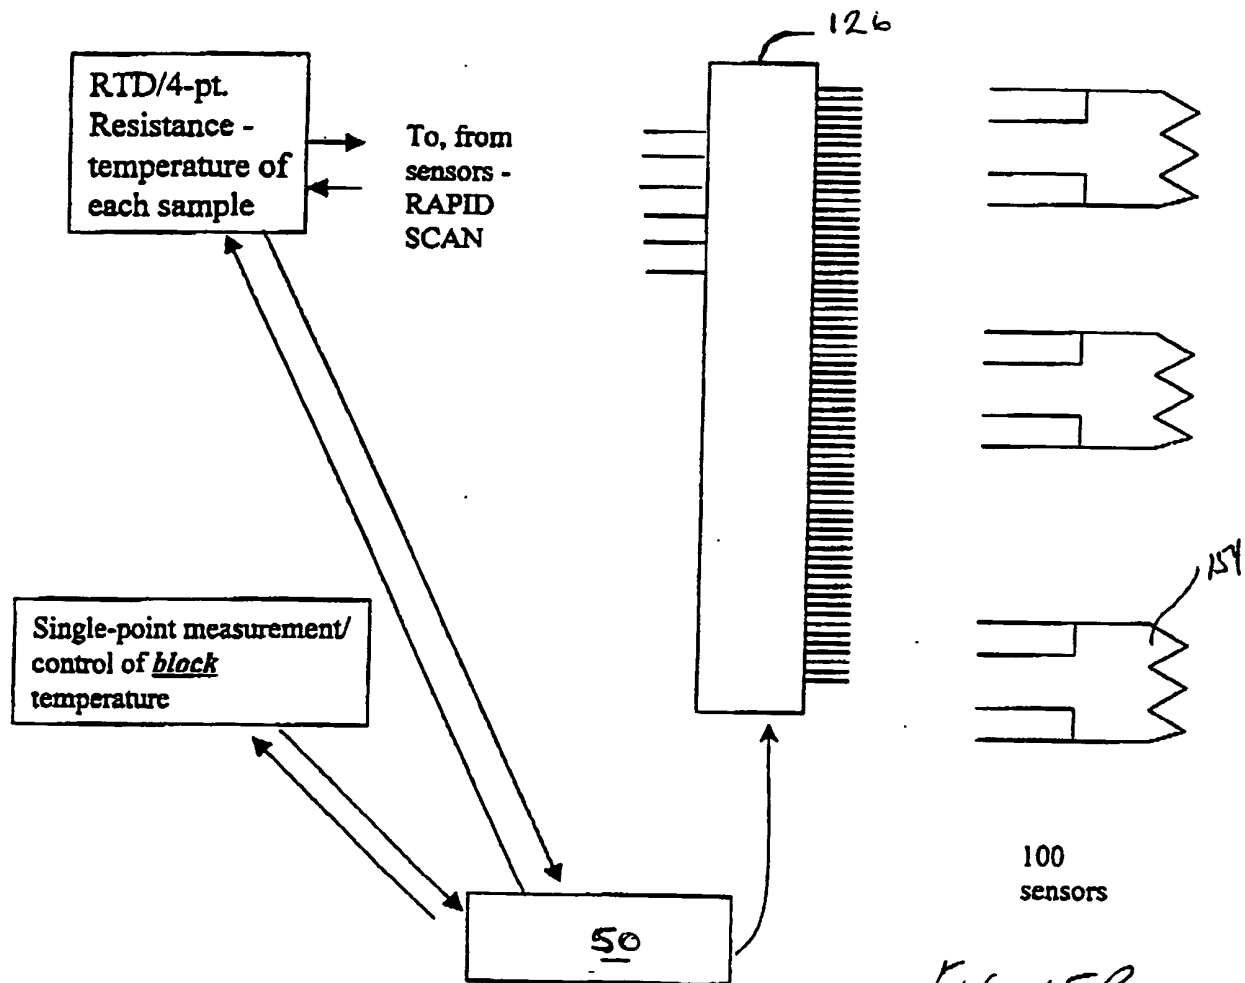 126
RTD/4-pt.
Resistance -
temperature of
each sample
To, from
sensors -
RAPID
SCAN
154
Single-point measurement/
control of block
temperature
100
sensors
50